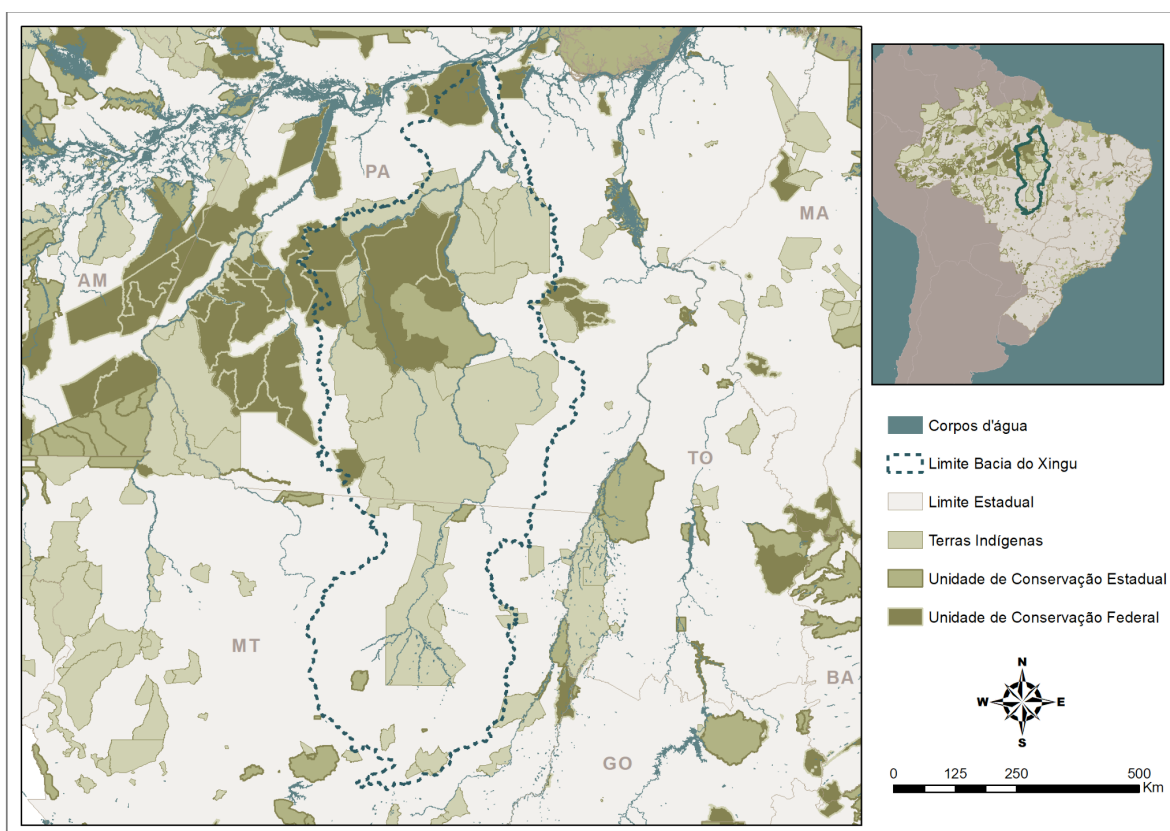 PA
MA
AM
TO
MT
BA
GO
Corpos d'água
Limite Bacia do Xingu
Limite Estadual
Terras Indígenas
Unidade de Conservação Estadual
Unidade de Conservação Federal
N
W E
S
0 125 250 500
Km